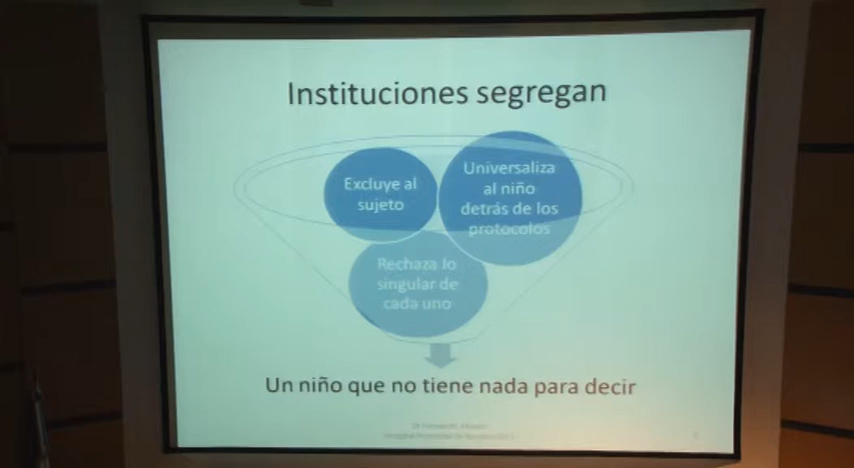 Instituciones segregan
Excluye al
sujeto
Universaliza
al niño
detrás de los
protocolos
Rechaza lo
singular de
cada uno
Un niño que no tiene nada para decir